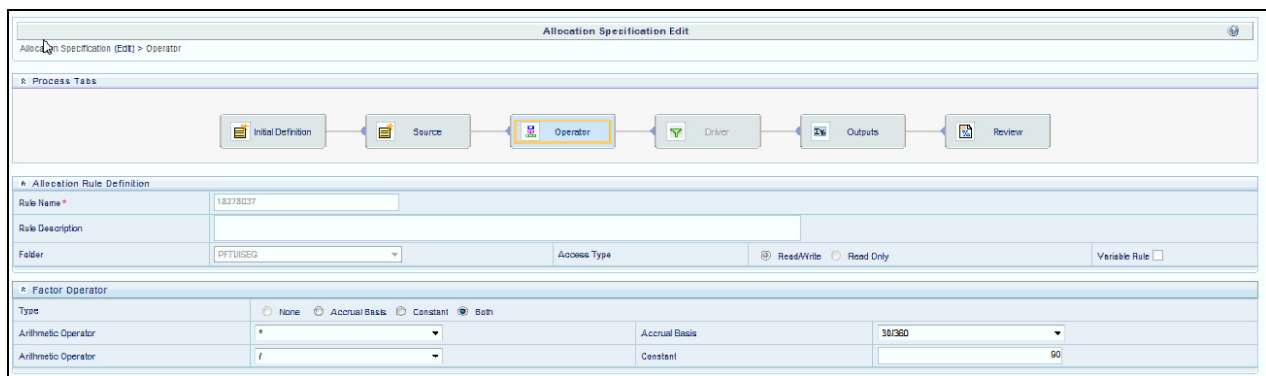 Allocation Specification Edit
Allocation Specification (Edit) > Operator
Process Tabs
Initial Definition
Source
Operator
Driver
Outputs
Review
Allocation Rule Definition
Rule Name * 18278037
Rule Description
Folder PFTUISEG Access Type Read/Write Read Only Variable Rule
Factor Operator
Type None Accrual Basis Constant Both
Arithmetic Operator * Accrual Basis 30/360
Arithmetic Operator / Constant 90